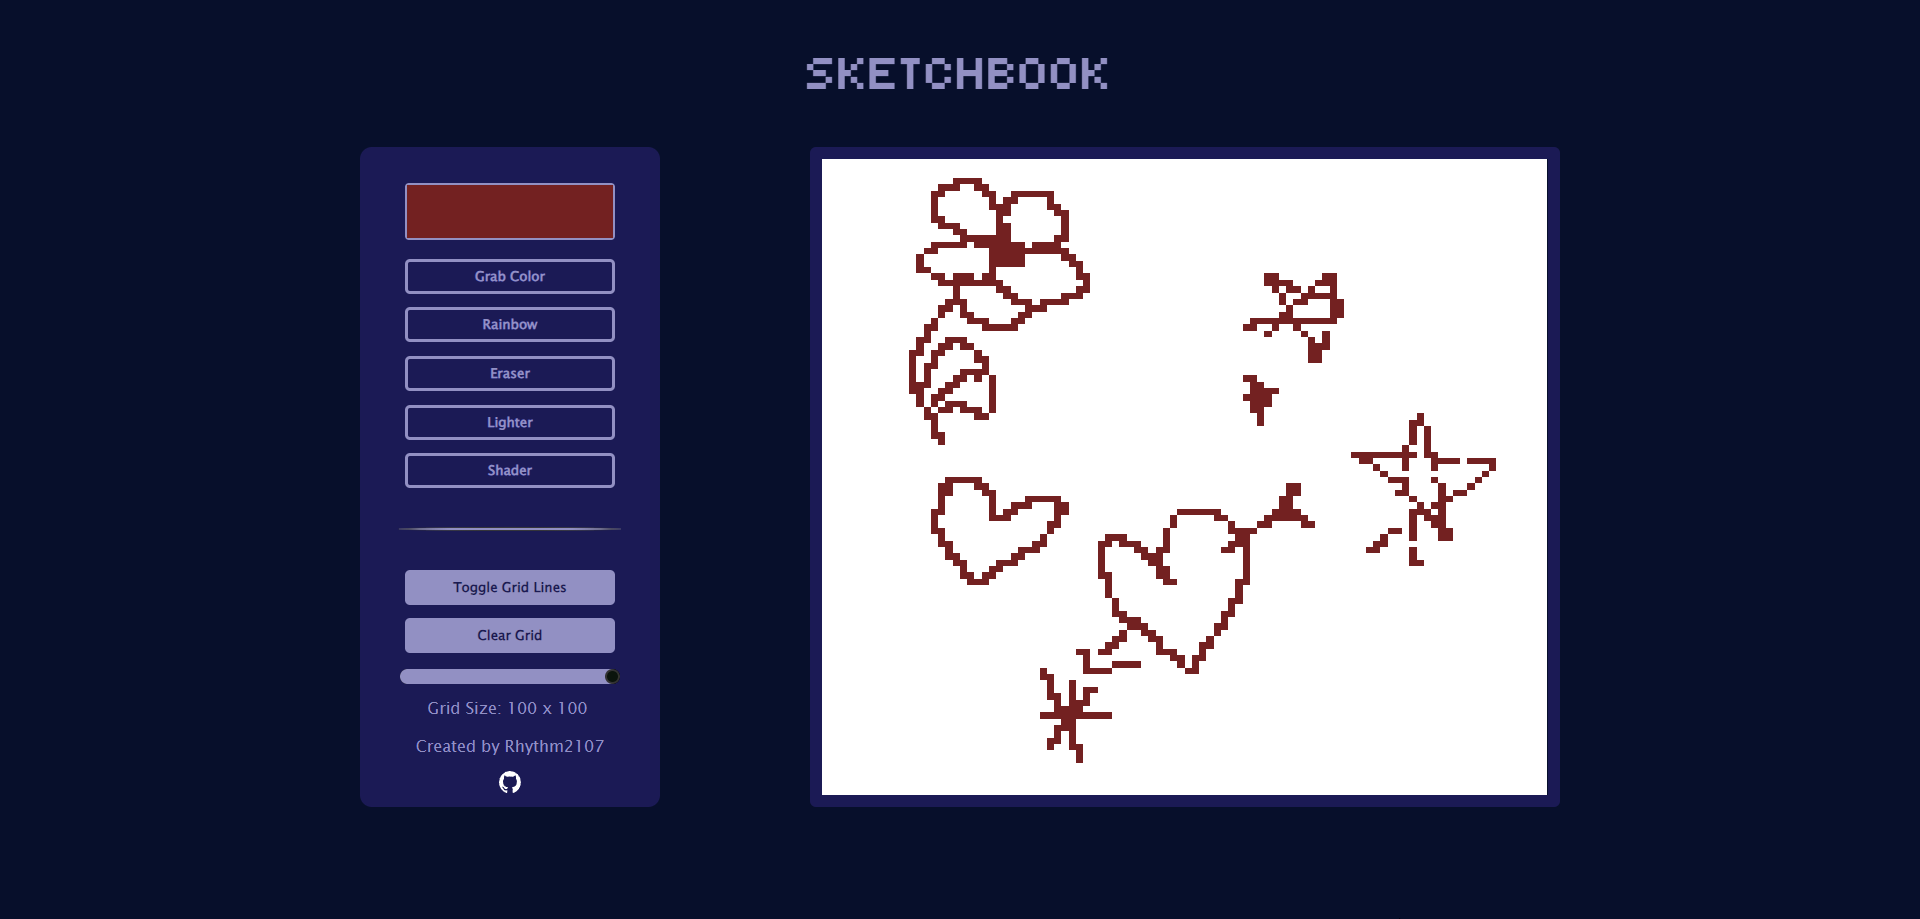 SKETCHBOOK
Grab Color
Rainbow
Eraser
Lighter
Shader
Toggle Grid Lines
Clear Grid
Grid Size: 100 x 100
Created by Rhythm2107